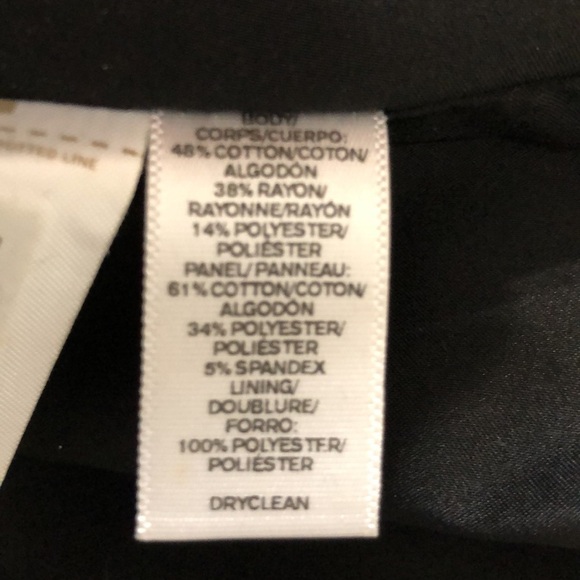 BODY/
CORPS/CUERPO:
48% COTTON/COTON/
ALGODÓN
38% RAYON/
RAYONNE/RAYÓN
14% POLYESTER/
POLIÉSTER
PANEL/PANNEAU:
61% COTTON/COTON/
ALGODÓN
34% POLYESTER/
POLIÉSTER
5% SPANDEX
LINING/
DOUBLURE/
FORRO:
100% POLYESTER/
POLIÉSTER
DRYCLEAN
LINE